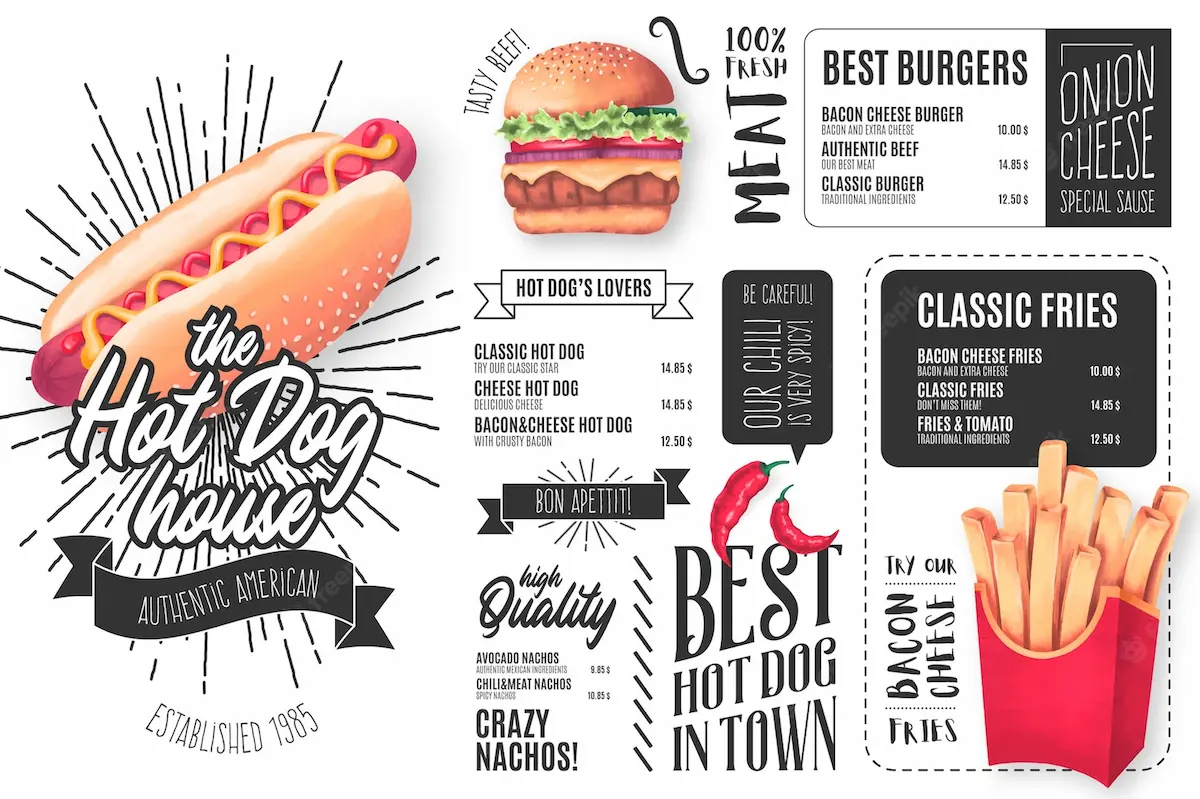 the
Hot Dog
house
AUTHENTIC AMERICAN
ESTABLISHED 1985
TASTY BEEF!
100%
FRESH
MEAT
BEST BURGERS
BACON CHEESE BURGER
BACON AND EXTRA CHEESE 10.00 $
AUTHENTIC BEEF
OUR BEST MEAT 14.85 $
CLASSIC BURGER
TRADITIONAL INGREDIENTS 12.50 $
ONION
CHEESE
SPECIAL SAUSE
HOT DOG'S LOVERS
CLASSIC HOT DOG
TRY OUR CLASSIC STAR 14.85 $
CHEESE HOT DOG
DELICIOUS CHEESE 14.85 $
BACON&CHEESE HOT DOG
WITH CRUSTY BACON 12.50 $
BON APETTIT!
BE CAREFUL!
OUR CHILI
IS VERY SPICY!
high
Quality
AVOCADO NACHOS
AUTHENTIC MEXICAN INGREDIENTS 9.85 $
CHILI&MEAT NACHOS
SPICY NACHOS 10.85 $
CRAZY
NACHOS!
BEST
HOT DOG
IN TOWN
CLASSIC FRIES
BACON CHEESE FRIES
BACON AND EXTRA CHEESE 10.00 $
CLASSIC FRIES
DON'T MISS THEM! 14.85 $
FRIES & TOMATO
TRADITIONAL INGREDIENTS 12.50 $
TRY OUR
BACON
CHEESE
FRIES